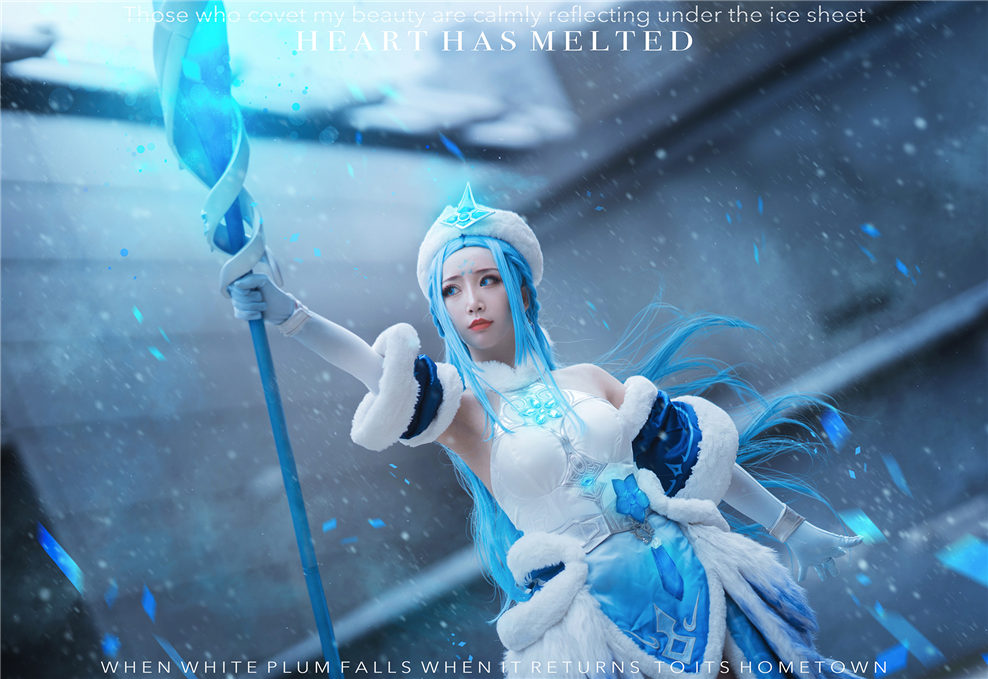 Those who covet my beauty are calmly reflecting under the ice sheet
HEART HAS MELTED
WHEN WHITE PLUM FALLS WHEN IT RETURNS TO ITS HOMETOWN